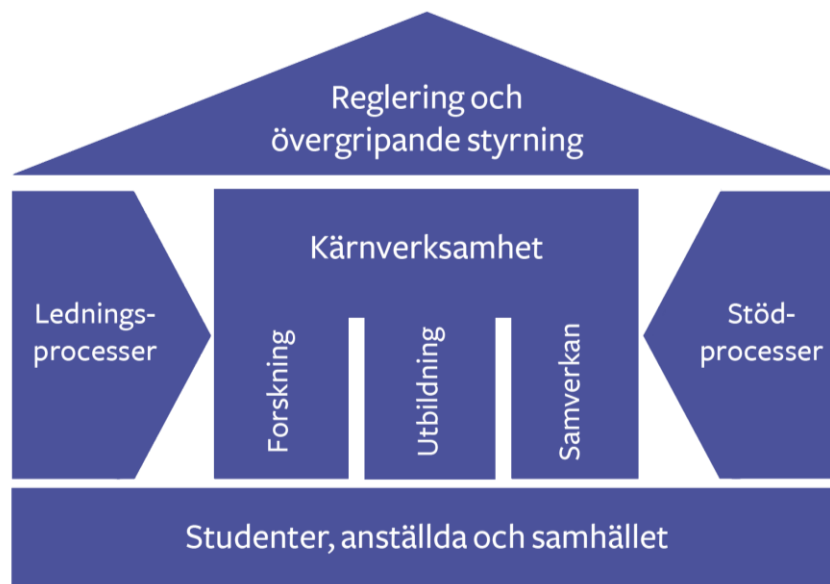 Reglering och
övergripande styrning
Kärnverksamhet
Lednings-
processer
Forskning
Utbildning
Samverkan
Stöd-
processer
Studenter, anställda och samhället